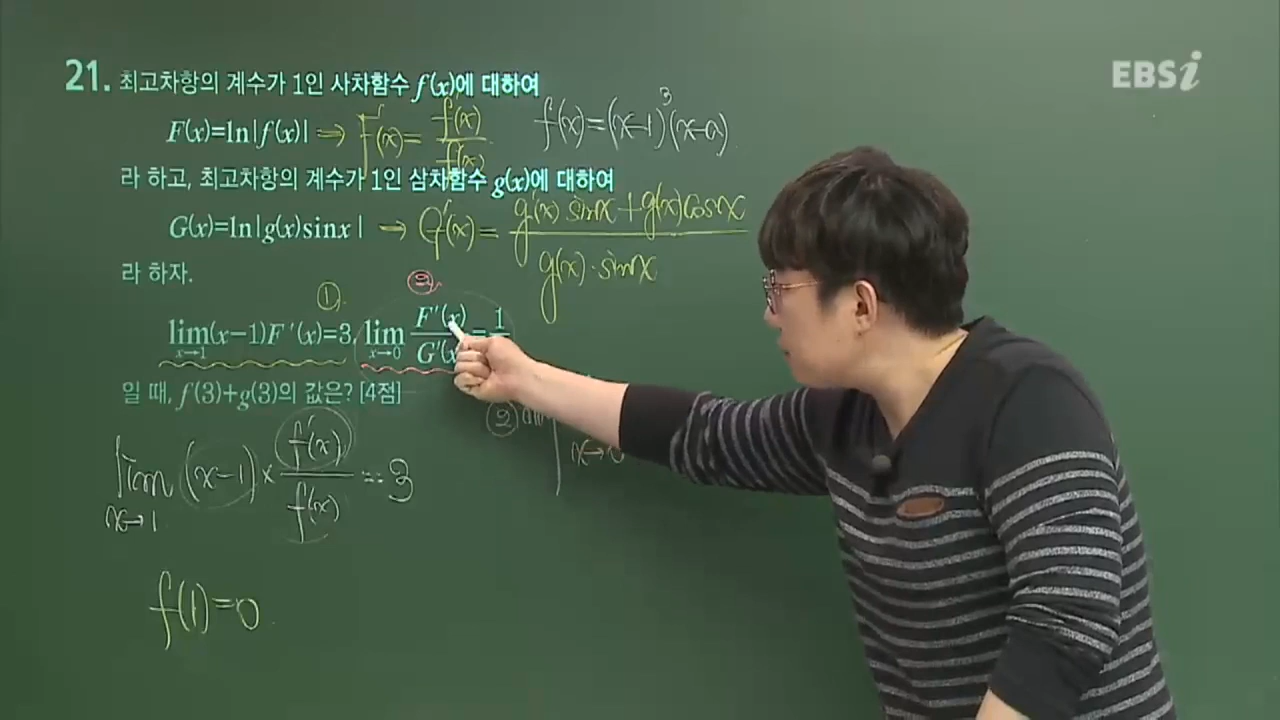 EBSi
21. 최고차항의 계수가 1인 사차함수 f(x)에 대하여
F(x)=ln|f(x)| ⇒ F'(x)= f'(x)/f(x)
f(x)=(x-1)³(x-a)
라 하고, 최고차항의 계수가 1인 삼차함수 g(x)에 대하여
G(x)=ln|g(x)sinx| → G'(x)= g'(x) sinx+g(x)cosx / g(x)·sinx
라 하자.
① ②
lim x→1 (x-1)F'(x)=3, lim x→0 F'(x)/G'(x) = 1
일 때, f(3)+g(3)의 값은? [4점]
② x→0
lim x→1 (x-1)× f'(x)/f(x) = 3
f(1)=0